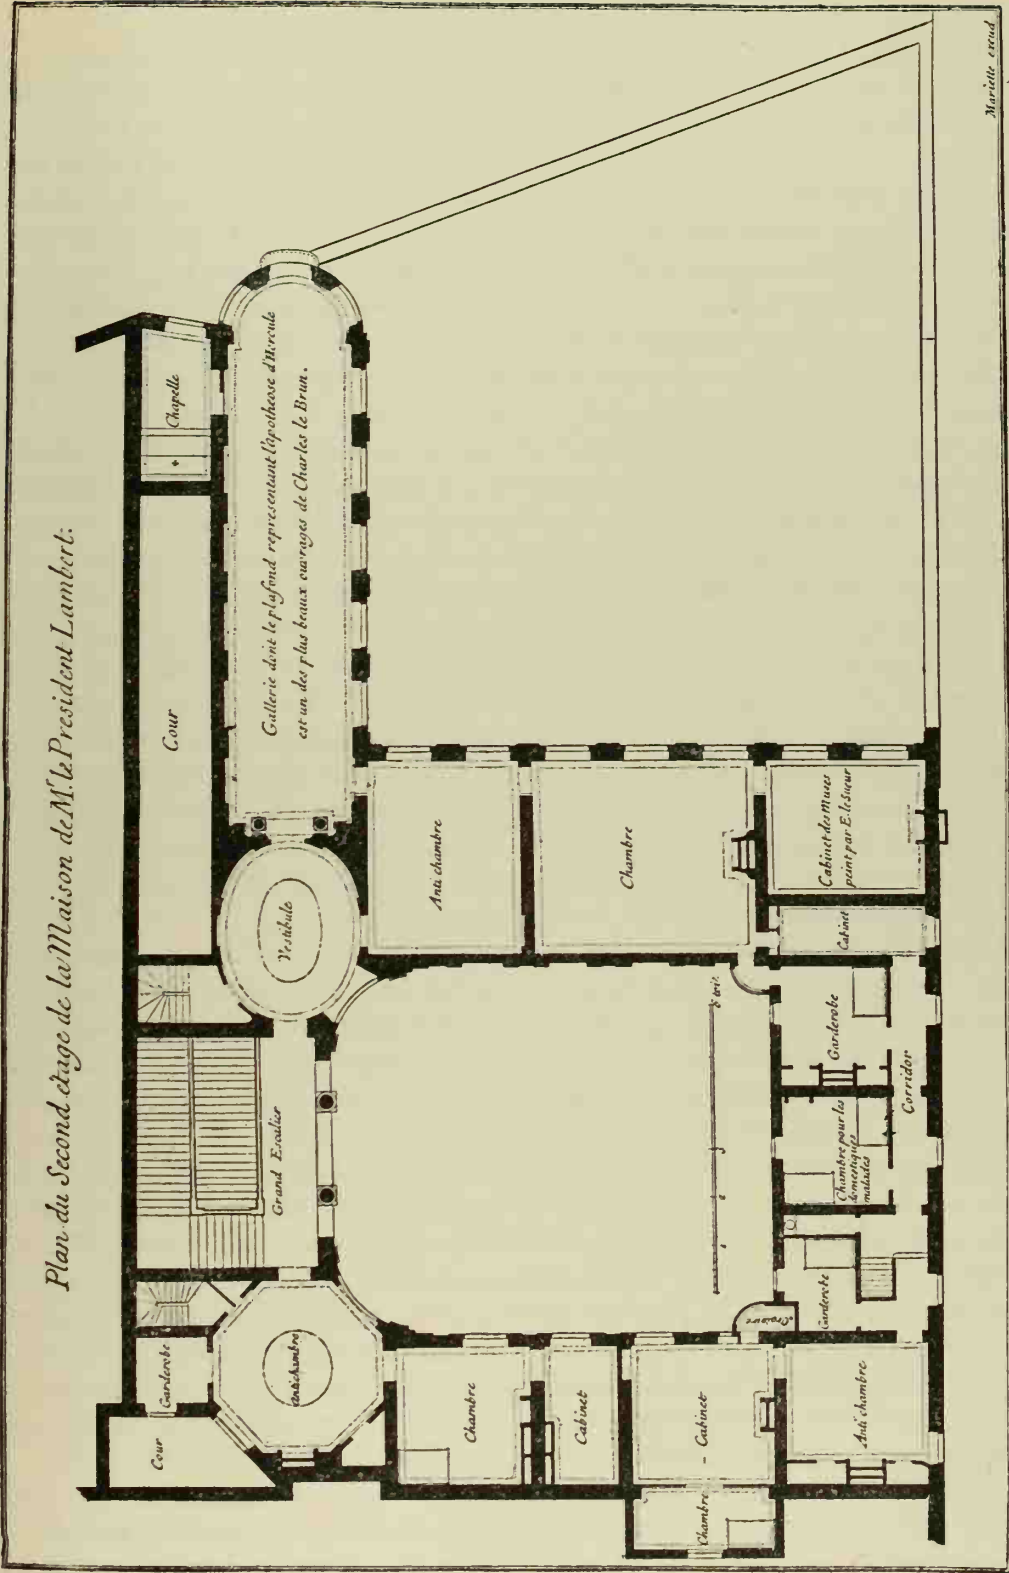 Plan du Second étage de la Maison de Mr. le President Lambert:
Mariette excud
Chapelle
Cour
Gallerie dont le plafond representant l'apotheose d'Hercule
est un des plus beaux ouvrages de Charles le Brun.
Vestibule
Anti chambre
Chambre
Cabinet des Muses
peint par E. le Sueur
Cabinet
Garderobe
Corridor
Chambre pour les
domestiques
malades
Garderobe
Grand Escalier
Garderobe
Antichambre
Cour
Chambre
Cabinet
Cabinet
Anti chambre
Chambre